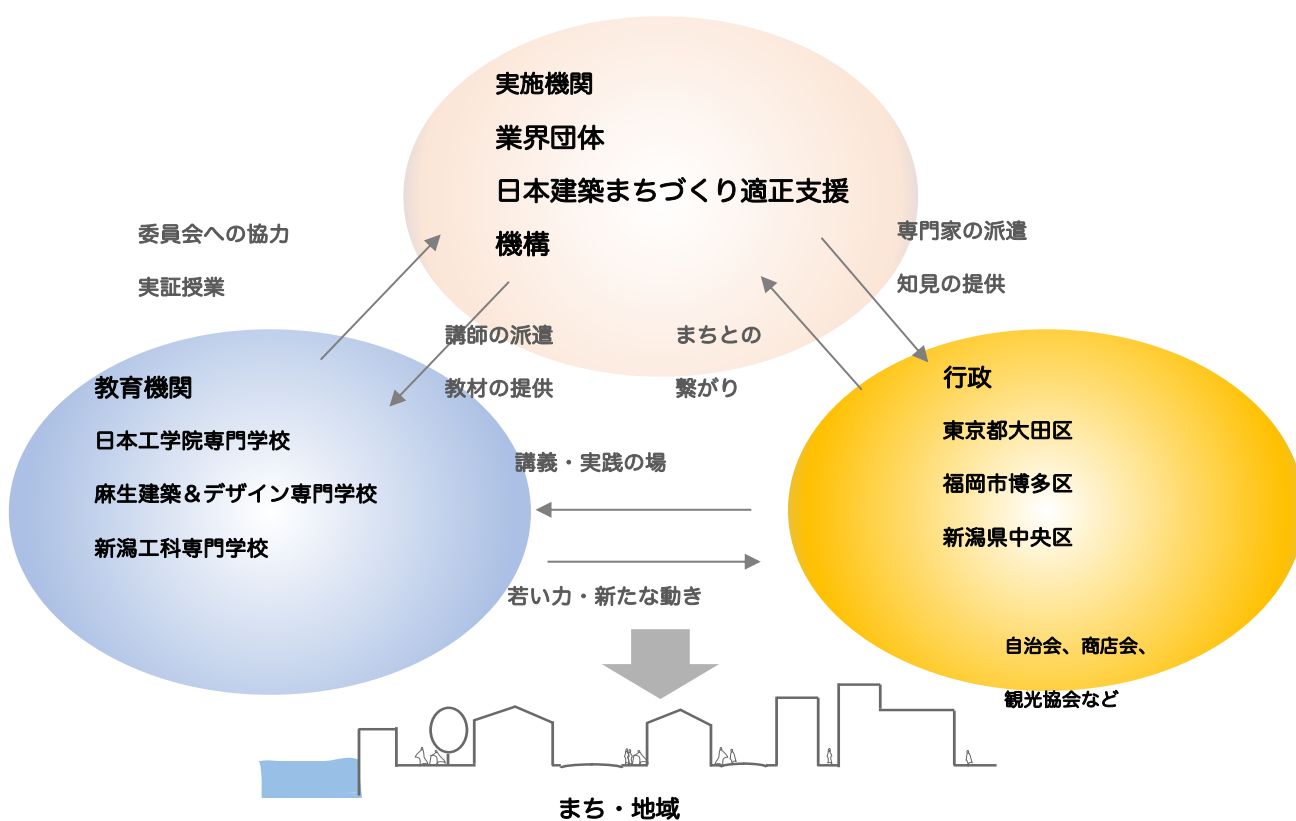 実施機関
業界団体
日本建築まちづくり適正支援
機構
委員会への協力
実証授業
専門家の派遣
知見の提供
講師の派遣
教材の提供
まちとの
繋がり
教育機関
日本工学院専門学校
麻生建築＆デザイン専門学校
新潟工科専門学校
行政
東京都大田区
福岡市博多区
新潟県中央区
講義・実践の場
若い力・新たな動き
自治会、商店会、
観光協会など
まち・地域